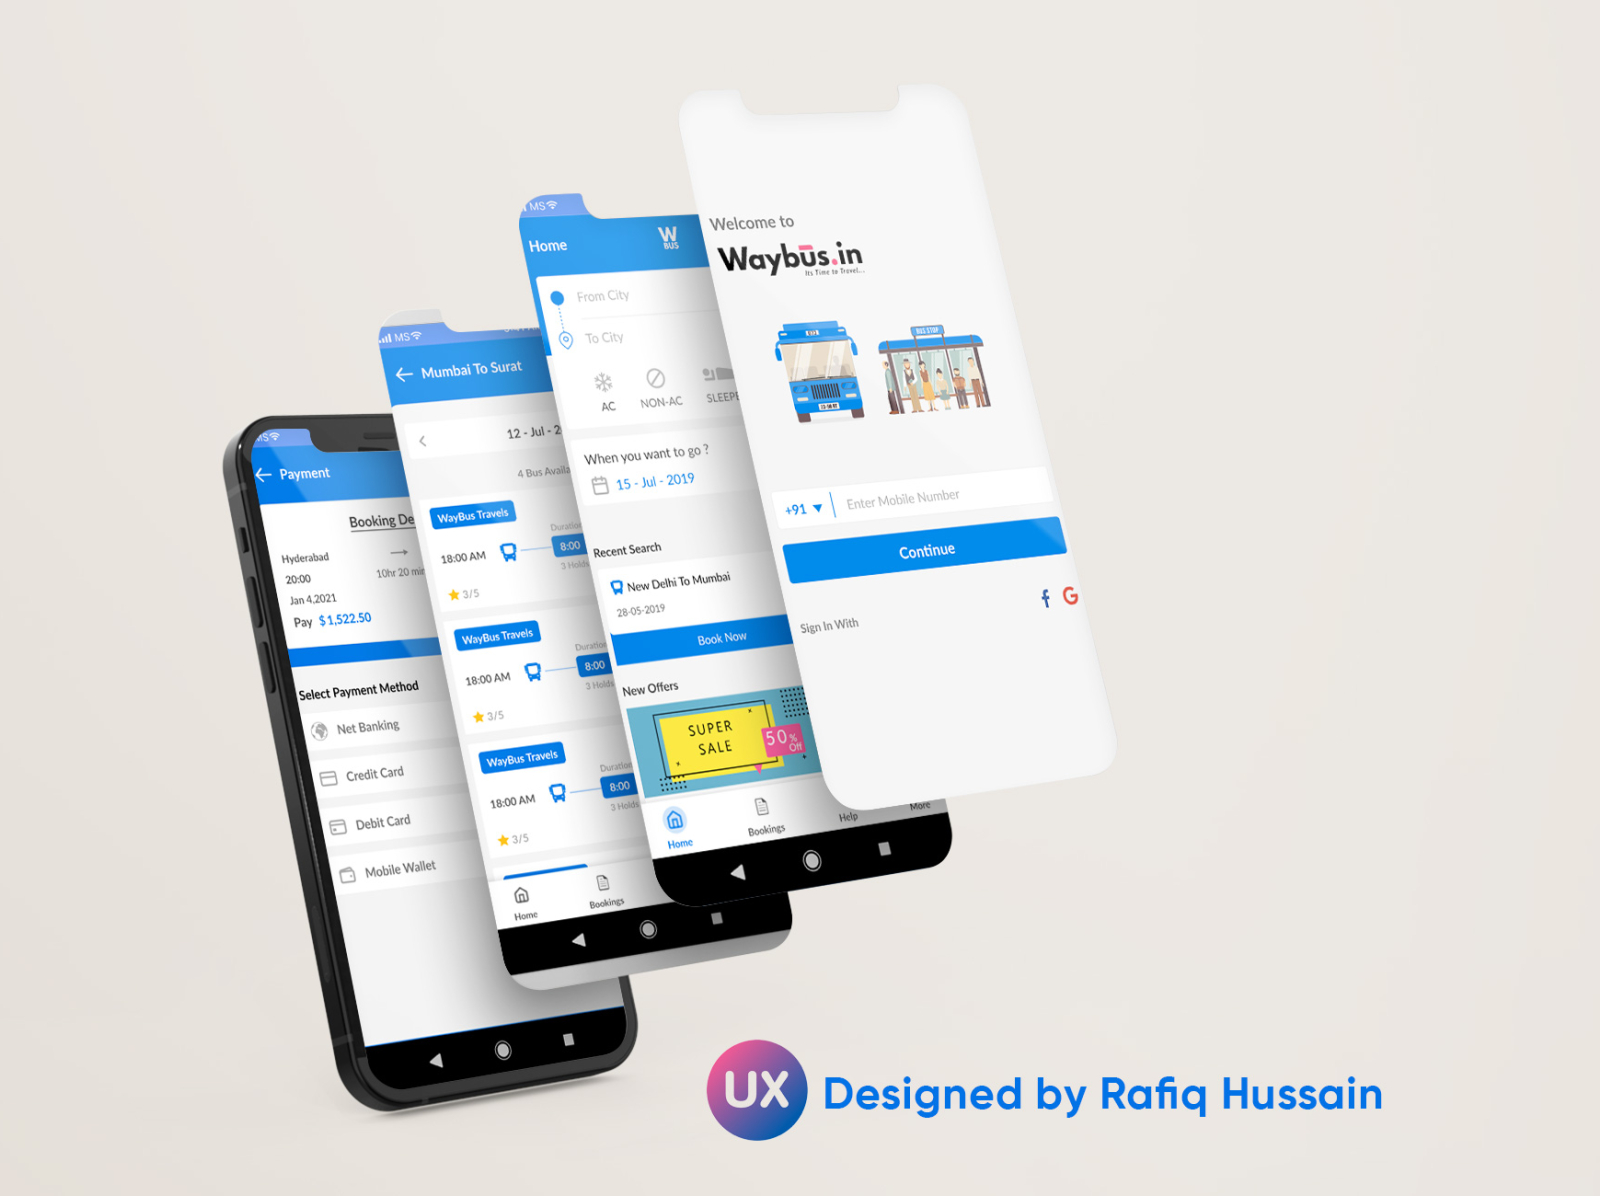 Welcome to
Waybus.in
Its Time to Travel...
BUS STOP
+91
Enter Mobile Number
Continue
Sign In With
f G
MS
Home
W
BUS
From City
To City
AC
NON-AC
When you want to go ?
15 - Jul - 2019
Recent Search
New Delhi To Mumbai
28-05-2019
Book Now
New Offers
SUPER
SALE
50%
Off
Home
Bookings
Help
More
MS
Mumbai To Surat
12 - Jul - 2
4 Bus Availa
WayBus Travels
Duration
18:00 AM
8:00
3 Holds
3/5
WayBus Travels
Duration
18:00 AM
8:00
3 Holds
3/5
WayBus Travels
Duration
18:00 AM
8:00
3 Holds
3/5
Home
Bookings
MS
Payment
Booking De
Hyderabad
20:00
10hr 20 min
Jan 4,2021
Pay $1,522.50
Select Payment Method
Net Banking
Credit Card
Debit Card
Mobile Wallet
UX
Designed by Rafiq Hussain